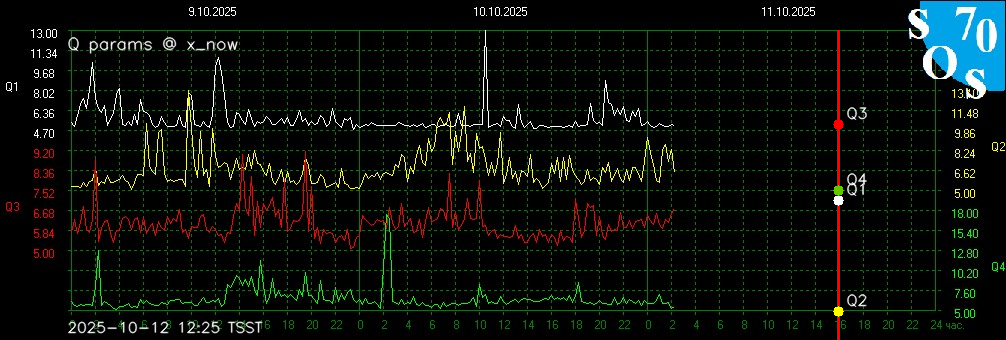 9.10.2025 10.10.2025 11.10.2025
S 70
O S
Q params @ x_now
13.00
11.34
9.68
8.02
6.36
4.70
Q1
9.20
8.36
7.52
6.68
5.84
5.00
Q3
11.48
9.86
8.24
6.62
5.00
Q2
18.00
15.40
12.80
10.20
7.60
5.00
Q4
Q3
Q4
Q1
Q2
2025-10-12 12:25 TSST
18 20 22 0 2 4 6 8 10 12 14 16 18 20 22 0 2 4 6 8 10 12 14 16 18 20 22 24 час.